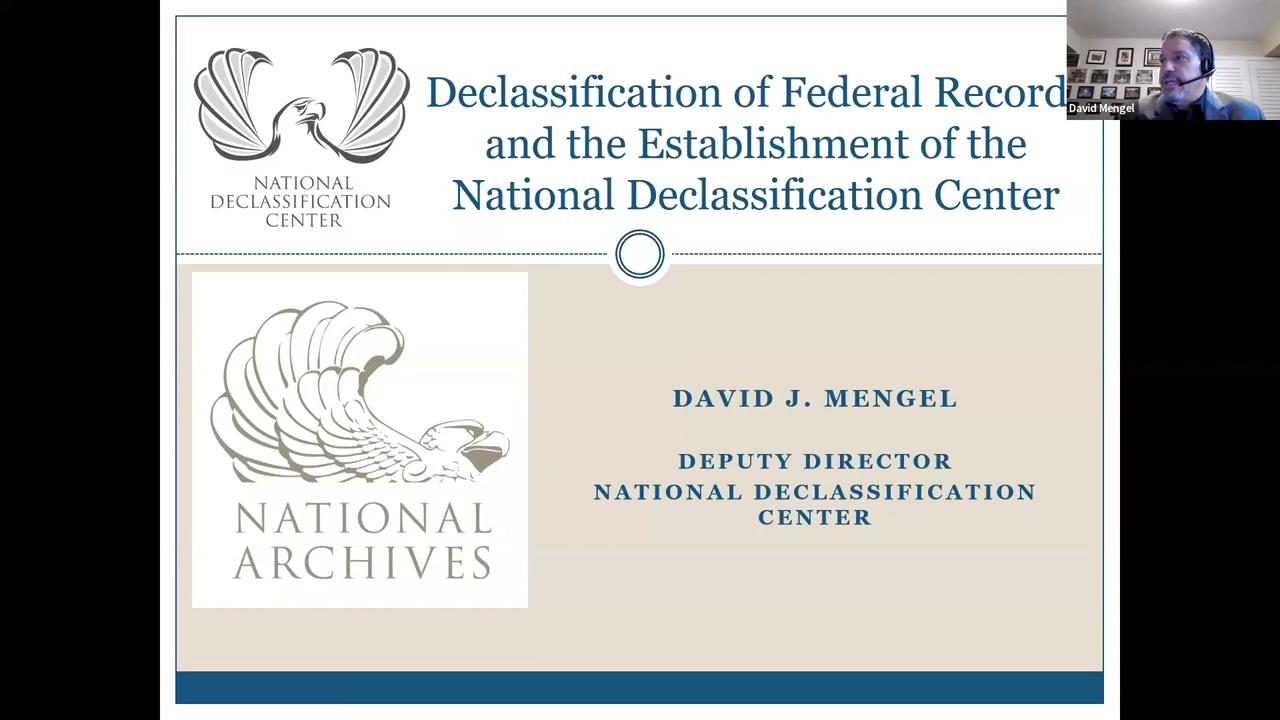 NATIONAL
DECLASSIFICATION
CENTER
Declassification of Federal Record
and the Establishment of the
National Declassification Center
David Mengel
NATIONAL
ARCHIVES
DAVID J. MENGEL
DEPUTY DIRECTOR
NATIONAL DECLASSIFICATION
CENTER